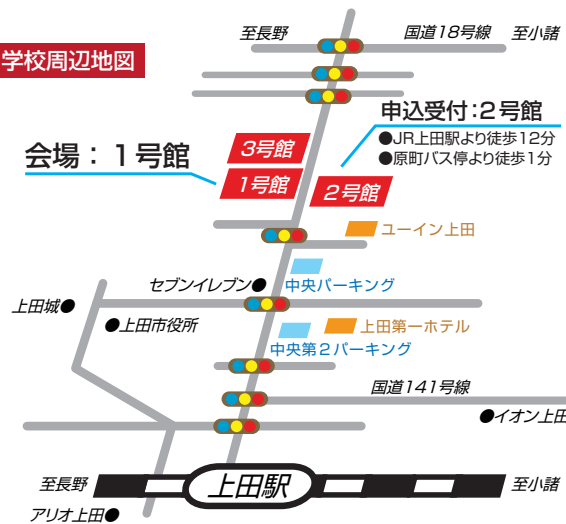 至長野
国道18号線
至小諸
学校周辺地図
申込受付:2号館
●JR上田駅より徒歩12分
●原町バス停より徒歩1分
会場：1号館
3号館
1号館
2号館
ユーイン上田
セブンイレブン●
中央パーキング
上田城●
●上田市役所
上田第一ホテル
中央第2パーキング
国道141号線
●イオン上田
至長野
上田駅
至小諸
アリオ上田●